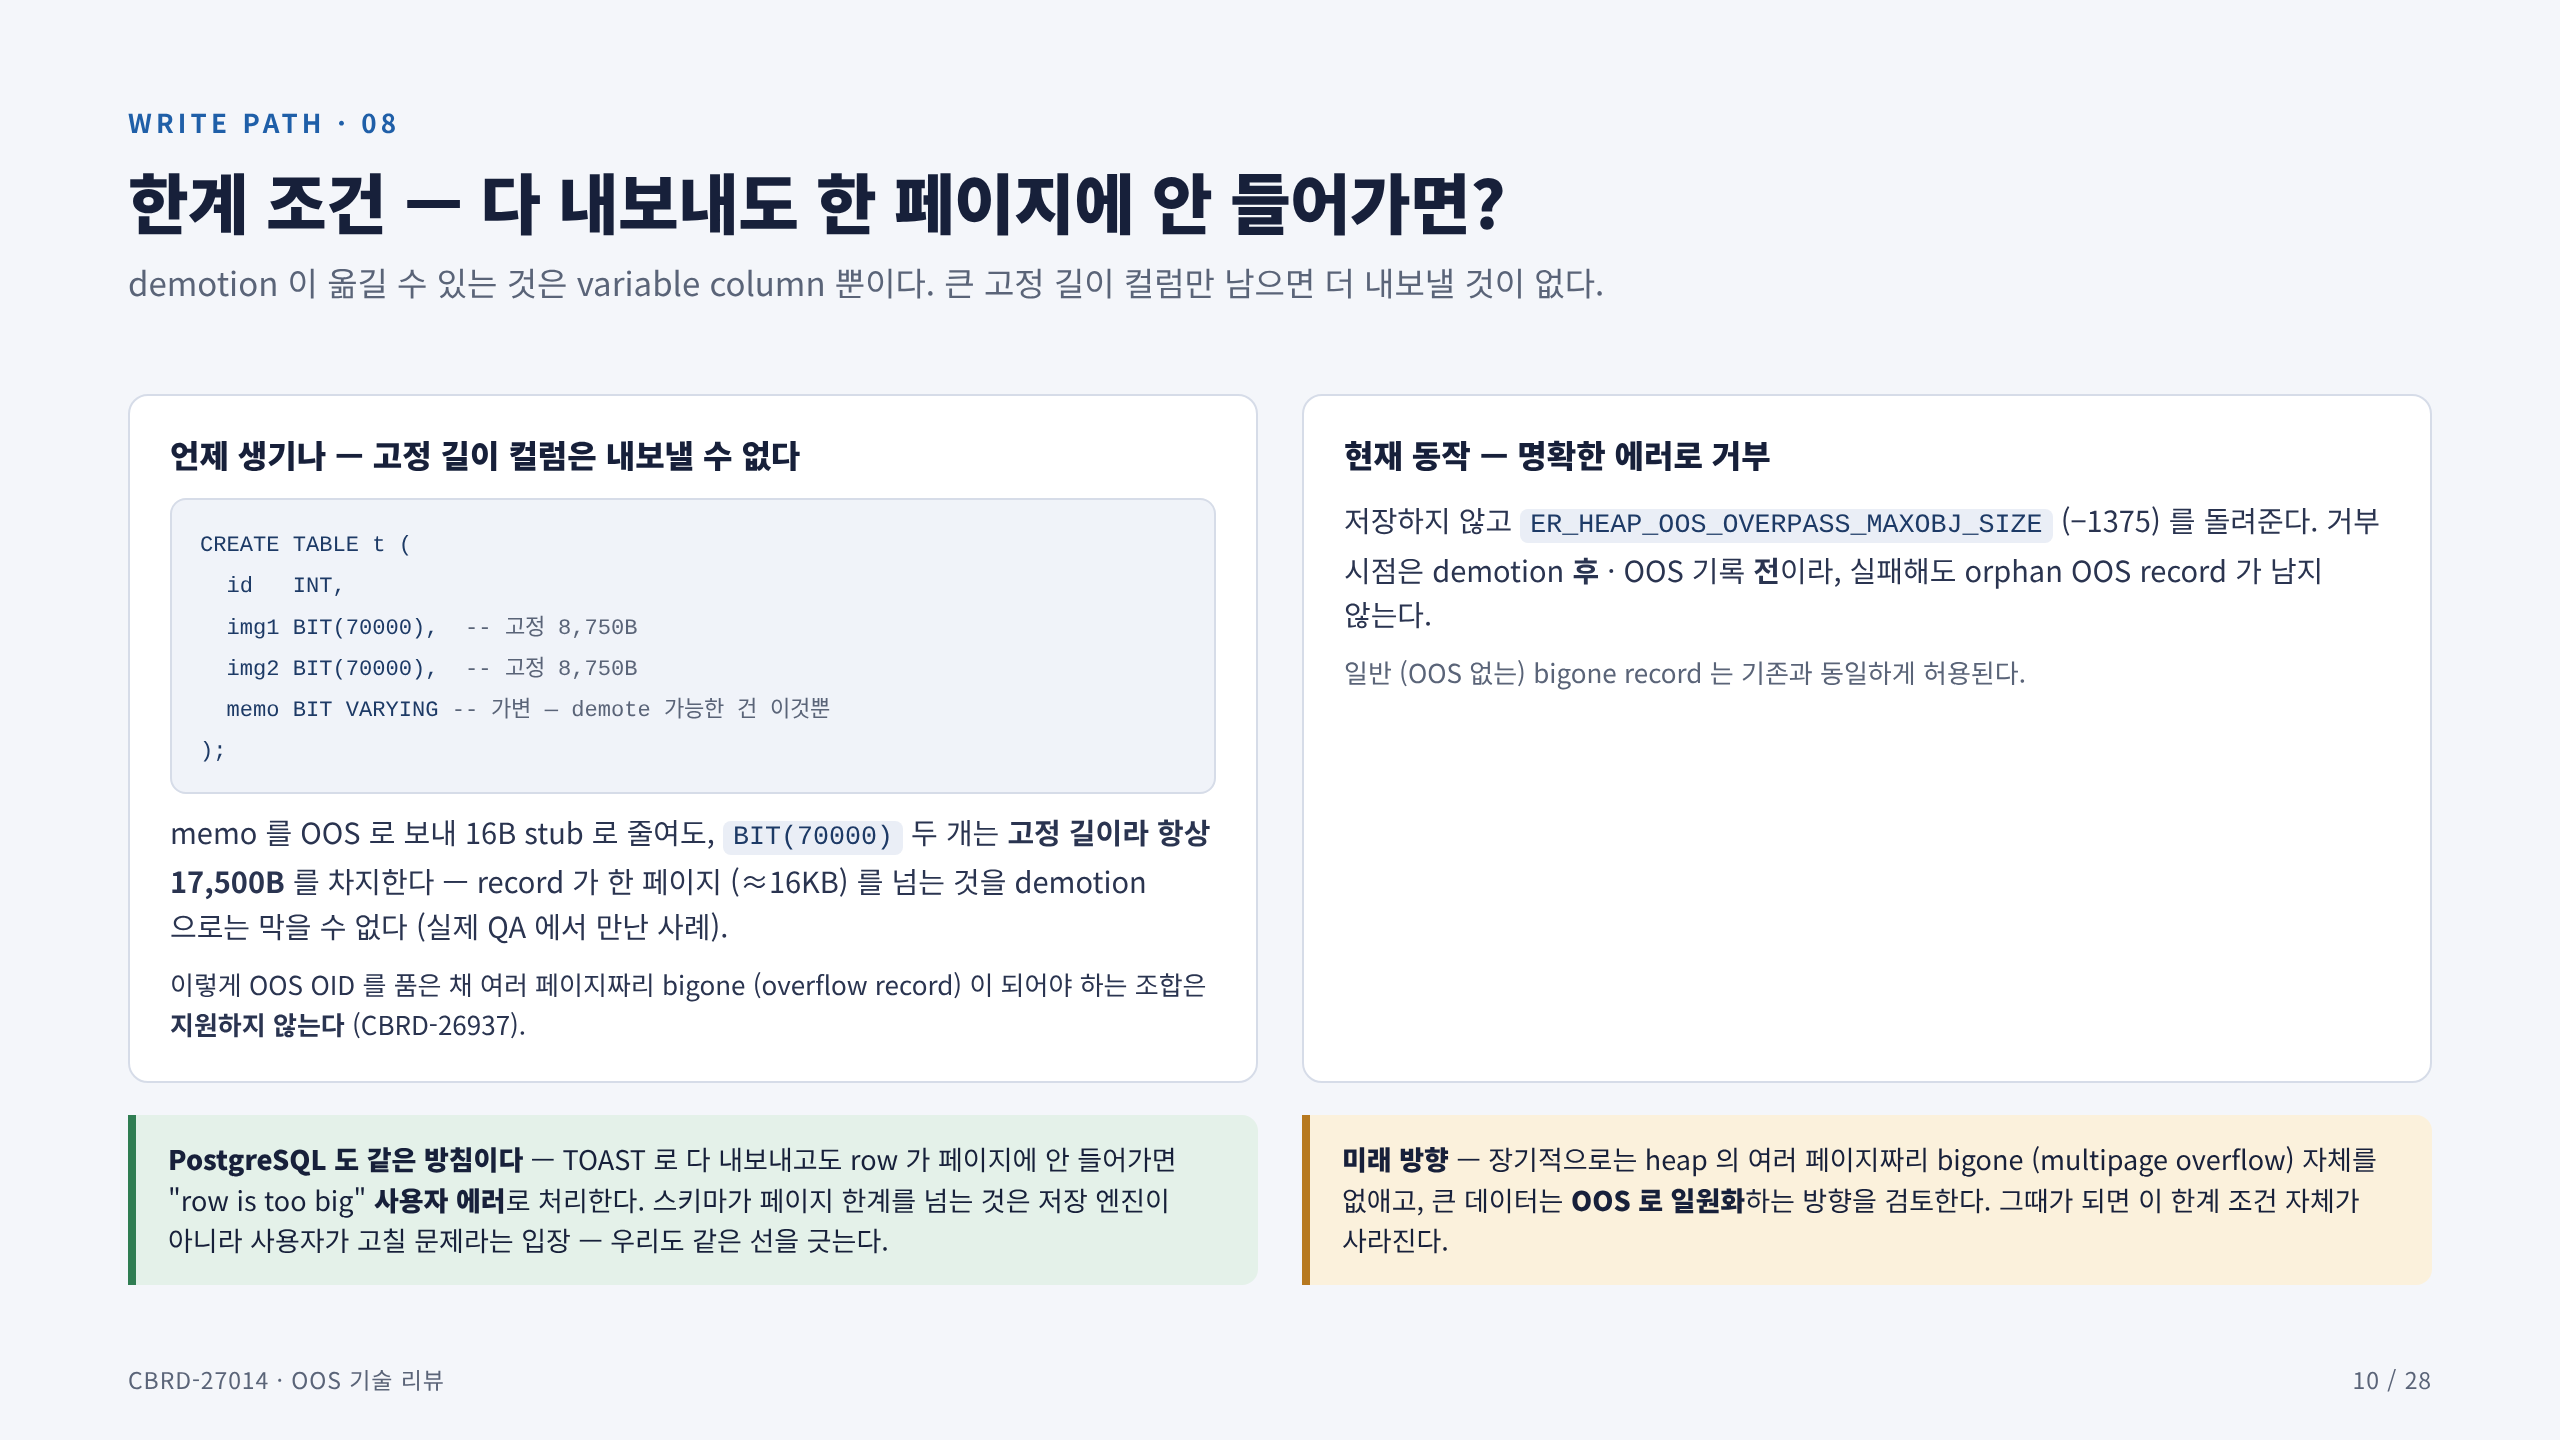 WRITE PATH · 08
한계 조건 — 다 내보내도 한 페이지에 안 들어가면?
demotion 이 옮길 수 있는 것은 variable column 뿐이다. 큰 고정 길이 컬럼만 남으면 더 내보낼 것이 없다.
언제 생기나 — 고정 길이 컬럼은 내보낼 수 없다
CREATE TABLE t (
  id   INT,
  img1 BIT(70000),  -- 고정 8,750B
  img2 BIT(70000),  -- 고정 8,750B
  memo BIT VARYING -- 가변 — demote 가능한 건 이것뿐
);
memo 를 OOS 로 보내 16B stub 로 줄여도, BIT(70000) 두 개는 고정 길이라 항상
17,500B 를 차지한다 — record 가 한 페이지 (≈16KB) 를 넘는 것을 demotion
으로는 막을 수 없다 (실제 QA 에서 만난 사례).
이렇게 OOS OID 를 품은 채 여러 페이지짜리 bigone (overflow record) 이 되어야 하는 조합은
지원하지 않는다 (CBRD-26937).
현재 동작 — 명확한 에러로 거부
저장하지 않고 ER_HEAP_OOS_OVERPASS_MAXOBJ_SIZE (−1375) 를 돌려준다. 거부
시점은 demotion 후 · OOS 기록 전이라, 실패해도 orphan OOS record 가 남지
않는다.
일반 (OOS 없는) bigone record 는 기존과 동일하게 허용된다.
PostgreSQL 도 같은 방침이다 — TOAST 로 다 내보내고도 row 가 페이지에 안 들어가면
"row is too big" 사용자 에러로 처리한다. 스키마가 페이지 한계를 넘는 것은 저장 엔진이
아니라 사용자가 고칠 문제라는 입장 — 우리도 같은 선을 긋는다.
미래 방향 — 장기적으로는 heap 의 여러 페이지짜리 bigone (multipage overflow) 자체를
없애고, 큰 데이터는 OOS 로 일원화하는 방향을 검토한다. 그때가 되면 이 한계 조건 자체가
사라진다.
CBRD-27014 · OOS 기술 리뷰
10 / 28